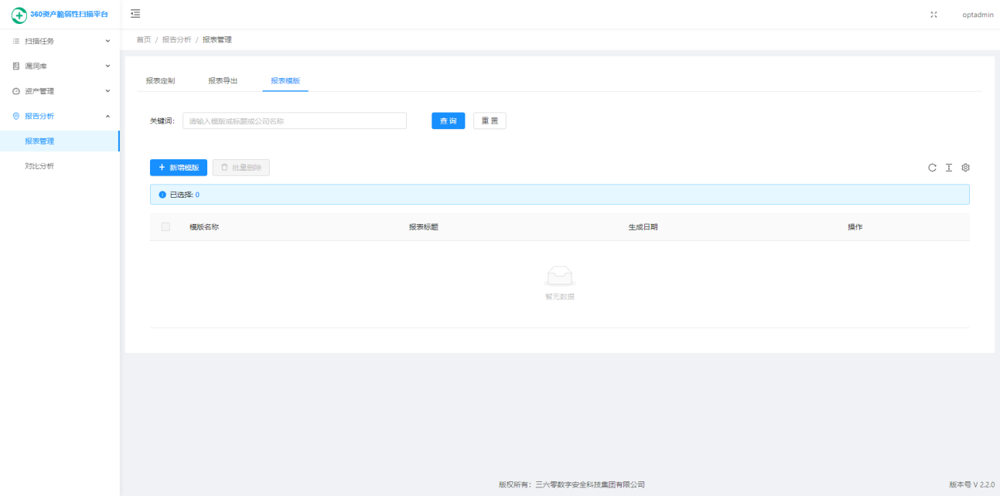 360资产脆弱性扫描平台
optadmin
扫描任务
漏洞库
资产管理
报告分析
报表管理
对比分析
首页 / 报告分析 / 报表管理
报表定制 报表导出 报表模版
关键词: 请输入模版或标题或公司名称 查 询 重 置
+ 新增模版 批量删除
已选择: 0
模版名称 报表标题 生成日期 操作
暂无数据
版权所有：三六零数字安全科技集团有限公司
版本号 V 2.2.0